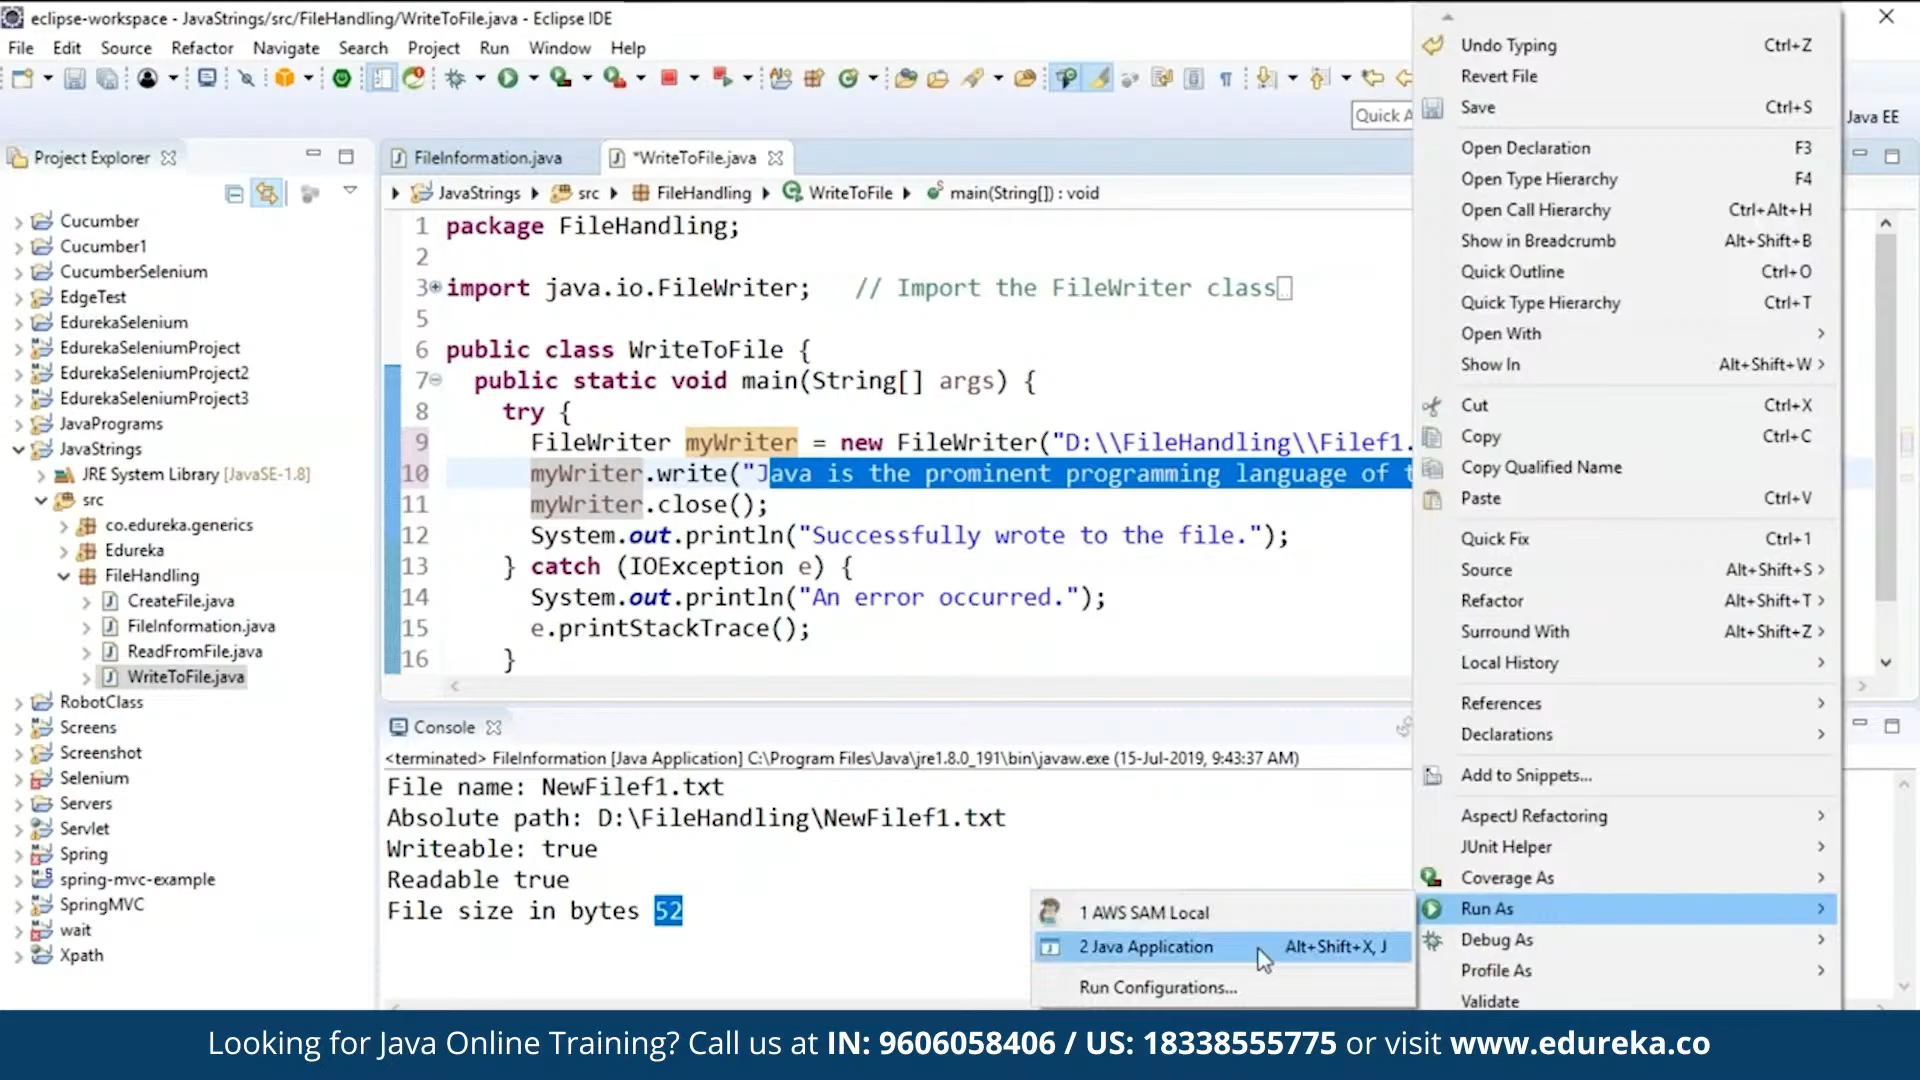 eclipse-workspace - JavaStrings/src/FileHandling/WriteToFile.java - Eclipse IDE
File Edit Source Refactor Navigate Search Project Run Window Help
Quick A
Java EE
Project Explorer
Cucumber
Cucumber1
CucumberSelenium
EdgeTest
EdurekaSelenium
EdurekaSeleniumProject
EdurekaSeleniumProject2
EdurekaSeleniumProject3
JavaPrograms
JavaStrings
JRE System Library [JavaSE-1.8]
src
co.edureka.generics
Edureka
FileHandling
CreateFile.java
FileInformation.java
ReadFromFile.java
WriteToFile.java
RobotClass
Screens
Screenshot
Selenium
Servers
Servlet
Spring
spring-mvc-example
SpringMVC
wait
Xpath
FileInformation.java *WriteToFile.java
JavaStrings src FileHandling WriteToFile main(String[]) : void
1 package FileHandling;
2
3 import java.io.FileWriter; // Import the FileWriter class
5
6 public class WriteToFile {
7 public static void main(String[] args) {
8 try {
9 FileWriter myWriter = new FileWriter("D:\\FileHandling\\Filef1.
10 myWriter.write("Java is the prominent programming language of t
11 myWriter.close();
12 System.out.println("Successfully wrote to the file.");
13 } catch (IOException e) {
14 System.out.println("An error occurred.");
15 e.printStackTrace();
16 }
Console
<terminated> FileInformation [Java Application] C:\Program Files\Java\jre1.8.0_191\bin\javaw.exe (15-Jul-2019, 9:43:37 AM)
File name: NewFilef1.txt
Absolute path: D:\FileHandling\NewFilef1.txt
Writeable: true
Readable true
File size in bytes 52
Undo Typing Ctrl+Z
Revert File
Save Ctrl+S
Open Declaration F3
Open Type Hierarchy F4
Open Call Hierarchy Ctrl+Alt+H
Show in Breadcrumb Alt+Shift+B
Quick Outline Ctrl+O
Quick Type Hierarchy Ctrl+T
Open With
Show In Alt+Shift+W
Cut Ctrl+X
Copy Ctrl+C
Copy Qualified Name
Paste Ctrl+V
Quick Fix Ctrl+1
Source Alt+Shift+S
Refactor Alt+Shift+T
Surround With Alt+Shift+Z
Local History
References
Declarations
Add to Snippets...
AspectJ Refactoring
JUnit Helper
Coverage As
Run As
Debug As
Profile As
Validate
1 AWS SAM Local
2 Java Application Alt+Shift+X, J
Run Configurations...
Looking for Java Online Training? Call us at IN: 9606058406 / US: 18338555775 or visit www.edureka.co